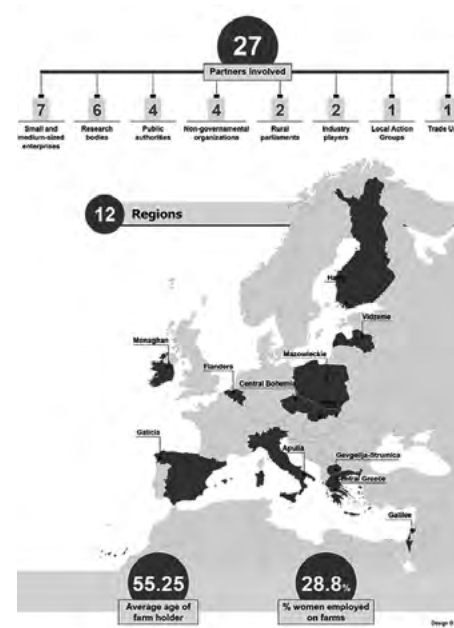 27
Partners Involved
7 6 4 4 2 2 1 1
Small and medium-sized enterprises
Research bodies
Public authorities
Non-governmental organizations
Rural parliaments
Industry players
Local Action Groups
Trade U
12 Regions
Vidzeme
Monaghan
Mazowieckie
Flanders
Central Bohemia
Galicia
Apulia
Gevgelija-Strumica
Central Greece
Galilee
55.25
Average age of
farm holder
28.8%
% women employed
on farms
Design